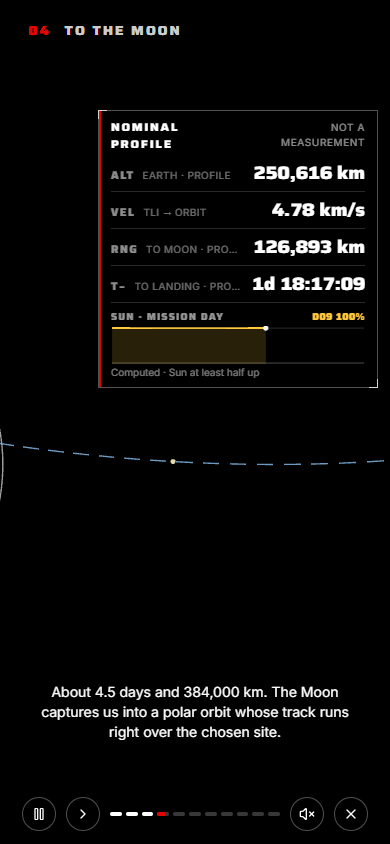 04 TO THE MOON
NOMINAL PROFILE
NOT A MEASUREMENT
ALT EARTH · PROFILE 250,616 km
VEL TLI → ORBIT 4.78 km/s
RNG TO MOON · PRO... 126,893 km
T- TO LANDING · PRO... 1d 18:17:09
SUN · MISSION DAY D09 100%
Computed · Sun at least half up
About 4.5 days and 384,000 km. The Moon
captures us into a polar orbit whose track runs
right over the chosen site.